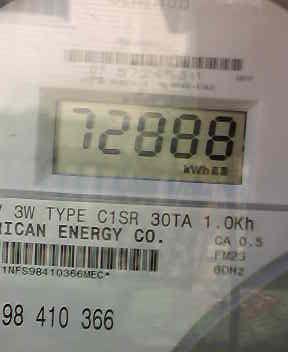 72888
kWh
V 3W TYPE C1SR 30TA 1.0Kh
RICAN ENERGY CO.
CA 0.5
FM2S
60HZ
1NFS98410366MEC*
98 410 366